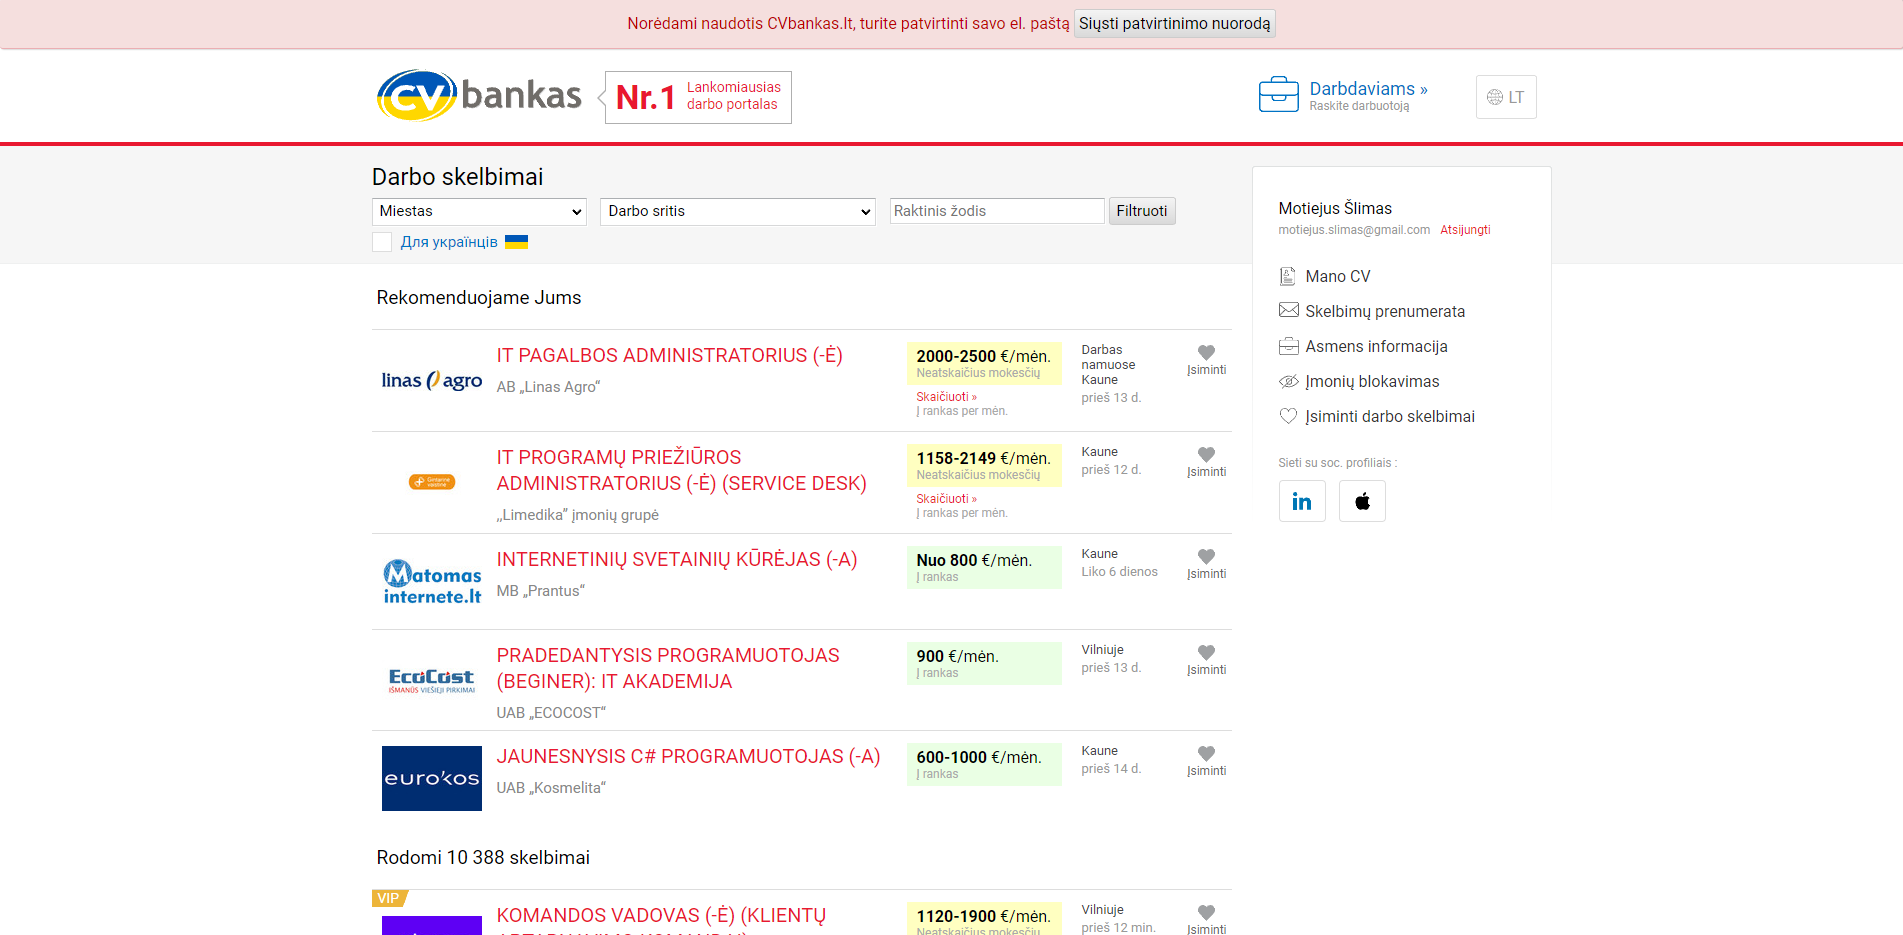 Norėdami naudotis CVbankas.lt, turite patvirtinti savo el. paštą Siųsti patvirtinimo nuorodą
cv bankas
Nr.1 Lankomiausias
darbo portalas
Darbdaviams »
Raskite darbuotoją
LT
Darbo skelbimai
Miestas
Darbo sritis
Raktinis žodis
Filtruoti
Для українців
Motiejus Šlimas
motiejus.slimas@gmail.com Atsijungti
Mano CV
Skelbimų prenumerata
Asmens informacija
Įmonių blokavimas
Įsiminti darbo skelbimai
Sieti su soc. profiliais :
in
Rekomenduojame Jums
linas agro
IT PAGALBOS ADMINISTRATORIUS (-Ė)
AB „Linas Agro“
2000-2500 €/mėn.
Neatskaičius mokesčių
Skaičiuoti »
Į rankas per mėn.
Darbas
namuose
Kaune
prieš 13 d.
Įsiminti
Gintarinė
vaistinė
IT PROGRAMŲ PRIEŽIŪROS
ADMINISTRATORIUS (-Ė) (SERVICE DESK)
,,Limedika” įmonių grupė
1158-2149 €/mėn.
Neatskaičius mokesčių
Skaičiuoti »
Į rankas per mėn.
Kaune
prieš 12 d.
Įsiminti
Matomas
internete.lt
INTERNETINIŲ SVETAINIŲ KŪRĖJAS (-A)
MB „Prantus“
Nuo 800 €/mėn.
Į rankas
Kaune
Liko 6 dienos
Įsiminti
EcoCost
IŠMANŪS VIEŠIEJI PIRKIMAI
PRADEDANTYSIS PROGRAMUOTOJAS
(BEGINER): IT AKADEMIJA
UAB „ECOCOST“
900 €/mėn.
Į rankas
Vilniuje
prieš 13 d.
Įsiminti
euro'kos
JAUNESNYSIS C# PROGRAMUOTOJAS (-A)
UAB „Kosmelita“
600-1000 €/mėn.
Į rankas
Kaune
prieš 14 d.
Įsiminti
Rodomi 10 388 skelbimai
VIP
KOMANDOS VADOVAS (-Ė) (KLIENTŲ
1120-1900 €/mėn.
Neatskaičius mokesčių
Vilniuje
prieš 12 min.
Įsiminti